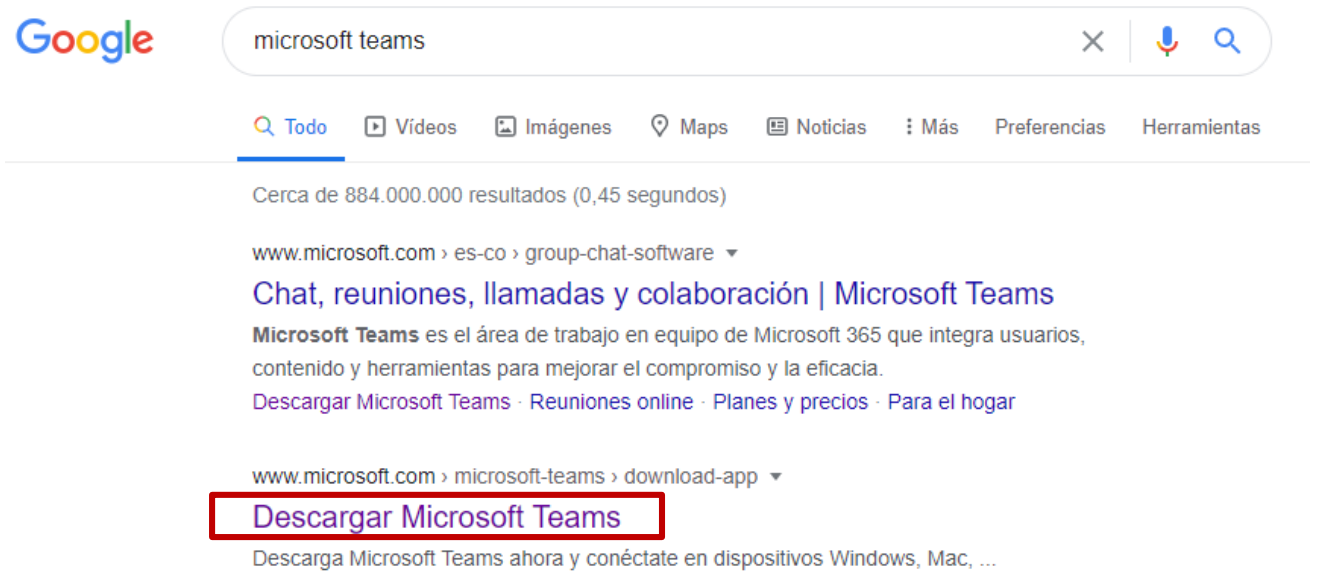 Google
microsoft teams
Todo Vídeos Imágenes Maps Noticias Más Preferencias Herramientas
Cerca de 884.000.000 resultados (0,45 segundos)
www.microsoft.com › es-co › group-chat-software
Chat, reuniones, llamadas y colaboración | Microsoft Teams
Microsoft Teams es el área de trabajo en equipo de Microsoft 365 que integra usuarios,
contenido y herramientas para mejorar el compromiso y la eficacia.
Descargar Microsoft Teams · Reuniones online · Planes y precios · Para el hogar
www.microsoft.com › microsoft-teams › download-app
Descargar Microsoft Teams
Descarga Microsoft Teams ahora y conéctate en dispositivos Windows, Mac, ...